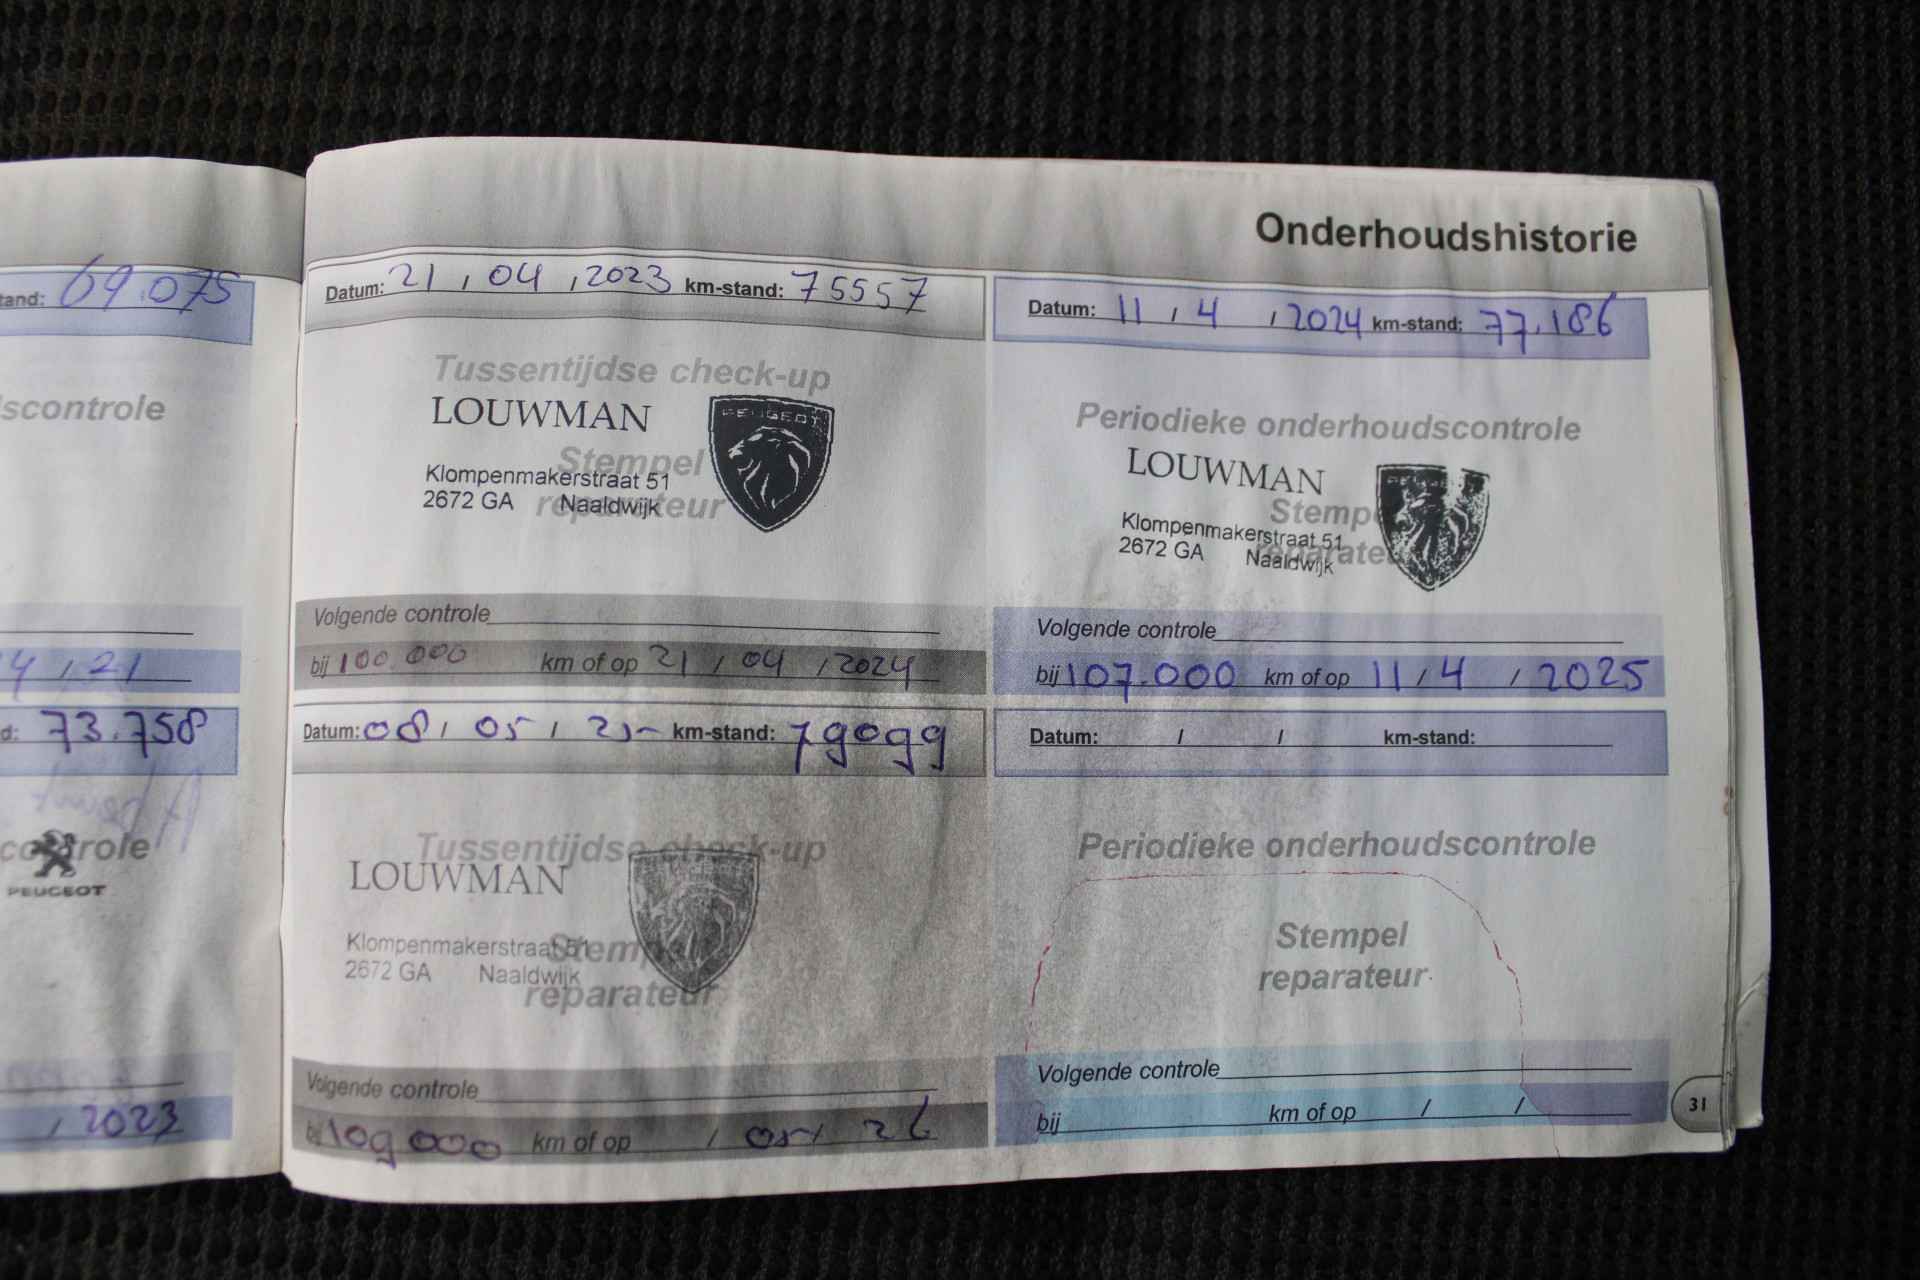 tand: 69.075
scontrole
4 / 21
d: 73.758
controle
PEUGEOT
, 2023
Onderhoudshistorie
Datum: 21 / 04 / 2023 km-stand: 75557
Tussentijdse check-up
LOUWMAN
PEUGEOT
Stempel
Klompenmakerstraat 51
2672 GA Naaldwijk
reparateur
Volgende controle
bij 100.000 km of op 21 / 04 / 2024
Datum: 11 / 4 / 2024 km-stand: 77.186
Periodieke onderhoudscontrole
LOUWMAN
Stempel
Klompenmakerstraat 51
2672 GA Naaldwijk
reparateur
Volgende controle
bij 107.000 km of op 11 / 4 / 2025
Datum: 08 / 05 / km-stand: 79099
Tussentijdse check-up
LOUWMAN
Klompenmakerstraat 51
Stempel
2672 GA Naaldwijk
reparateur
Volgende controle
bij 109000 km of op / 05 / 26
Datum: / / km-stand:
Periodieke onderhoudscontrole
Stempel
reparateur
Volgende controle
bij km of op / /
31